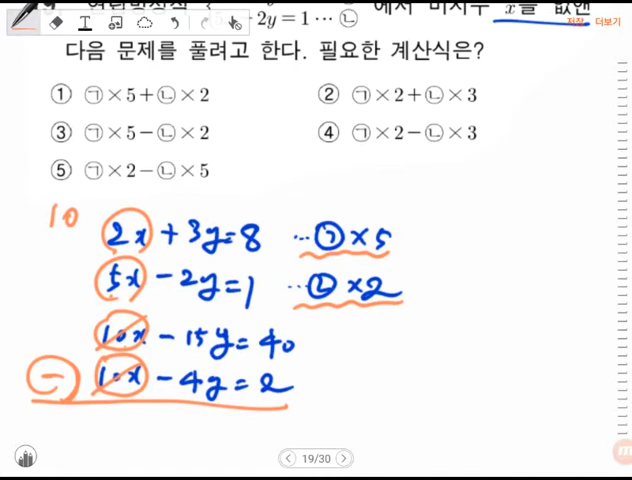 에서 미지수 x를 없앤
-2y=1 … ㉡
저장 더보기
다음 문제를 풀려고 한다. 필요한 계산식은?
① ㉠×5+㉡×2 ② ㉠×2+㉡×3
③ ㉠×5-㉡×2 ④ ㉠×2-㉡×3
⑤ ㉠×2-㉡×5
10
2x+3y=8 … ㉠×5
5x-2y=1 … ㉡×2
10x-15y=40
⊖ 10x-4y=2
19/30